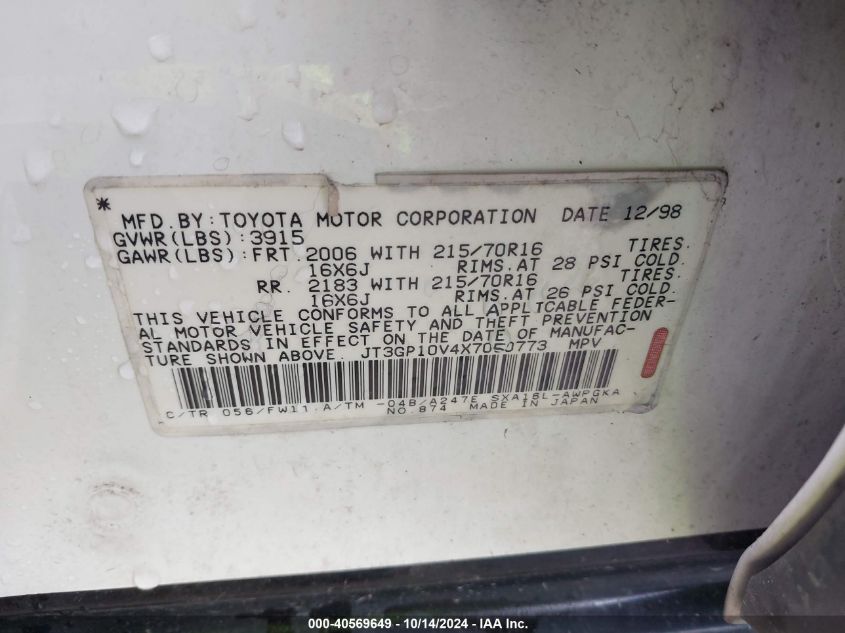 *
MFD.BY:TOYOTA MOTOR CORPORATION DATE 12/98
GVWR(LBS):3915
GAWR(LBS):FRT.2006 WITH 215/70R16 TIRES.
16X6J RIMS.AT 28 PSI COLD.
RR. 2183 WITH 215/70R16 TIRES.
16X6J RIMS.AT 26 PSI COLD.
THIS VEHICLE CONFORMS TO ALL APPLICABLE FEDER-
AL MOTOR VEHICLE SAFETY AND THEFT PREVENTION
STANDARDS IN EFFECT ON THE DATE OF MANUFAC-
TURE SHOWN ABOVE. MPV
C/TR 056/FW11 A/TM -04B/A247E SXA16L-AWPGKA
NO.874 MADE IN JAPAN
000-40569649 | 10/14/2024 - IAA, Inc.